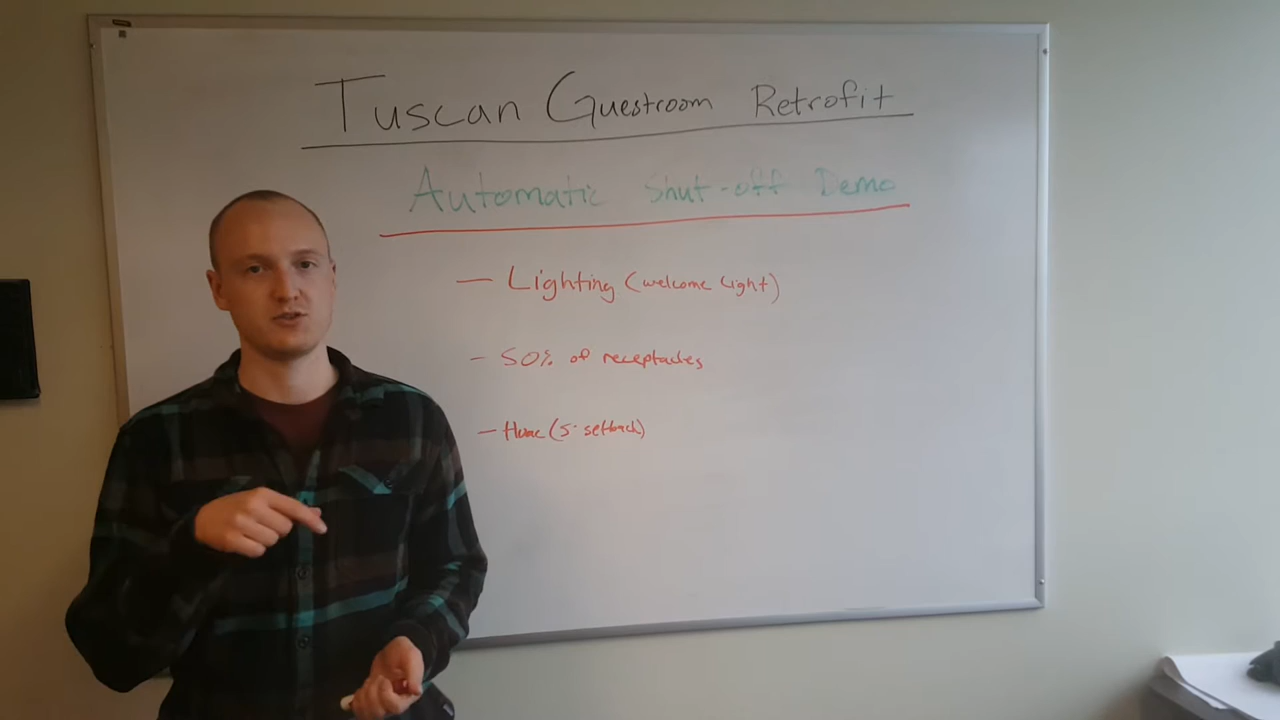 Tuscan Guestroom Retrofit
Automatic Shut-off Demo
— Lighting (welcome light)
- 50% of receptacles
- Hvac (5° setback)